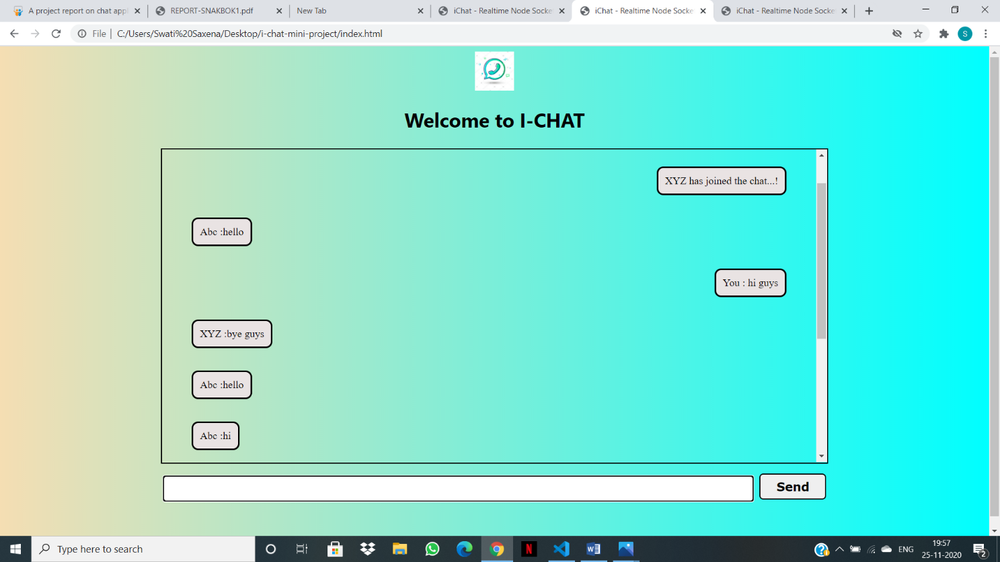 A project report on chat appl
REPORT-SNAKBOK1.pdf
New Tab
iChat - Realtime Node Socke
iChat - Realtime Node Socke
iChat - Realtime Node Socke
File | C:/Users/Swati%20Saxena/Desktop/i-chat-mini-project/index.html
S
Welcome to I-CHAT
XYZ has joined the chat...!
Abc :hello
You : hi guys
XYZ :bye guys
Abc :hello
Abc :hi
Send
Type here to search
N
W
?
ENG
19:57
25-11-2020
2